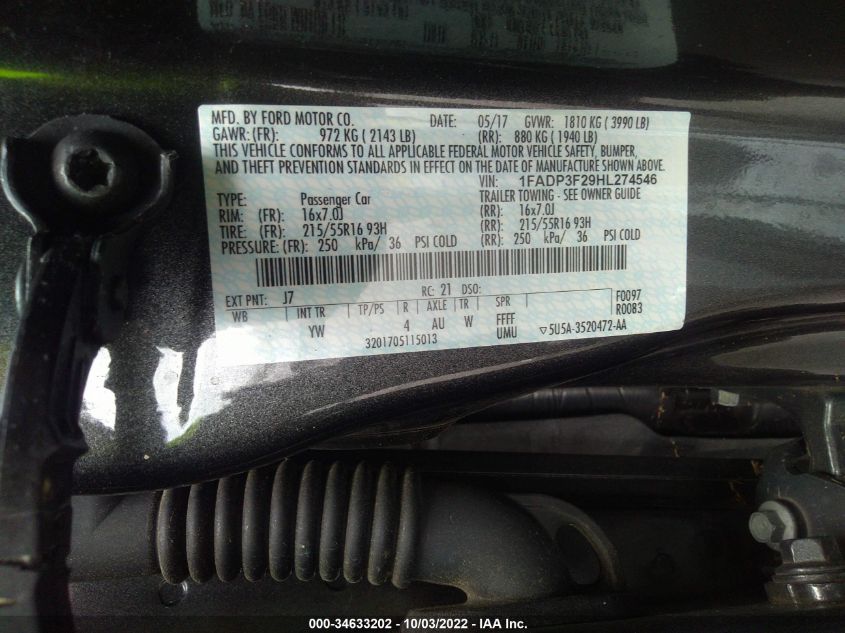 MFD. BY FORD MOTOR CO. DATE: 05/17 GVWR: 1810 KG ( 3990 LB)
GAWR: (FR): 972 KG ( 2143 LB) (RR): 880 KG ( 1940 LB)
THIS VEHICLE CONFORMS TO ALL APPLICABLE FEDERAL MOTOR VEHICLE SAFETY, BUMPER,
AND THEFT PREVENTION STANDARDS IN EFFECT ON THE DATE OF MANUFACTURE SHOWN ABOVE.
VIN: 1FADP3F29HL274546
TYPE: Passenger Car TRAILER TOWING - SEE OWNER GUIDE
RIM: (FR): 16x7.0J (RR): 16x7.0J
TIRE: (FR): 215/55R16 93H (RR): 215/55R16 93H
PRESSURE: (FR): 250 kPa/ 36 PSI COLD (RR): 250 kPa/ 36 PSI COLD
EXT PNT: J7 RC: 21 DSO:
WB INT TR TP/PS R AXLE TR SPR F0097
YW 4 AU W FFFF R0083
3201705115013 UMU ▽5U5A-3520472-AA
000-34633202 - 10/03/2022 - IAA Inc.